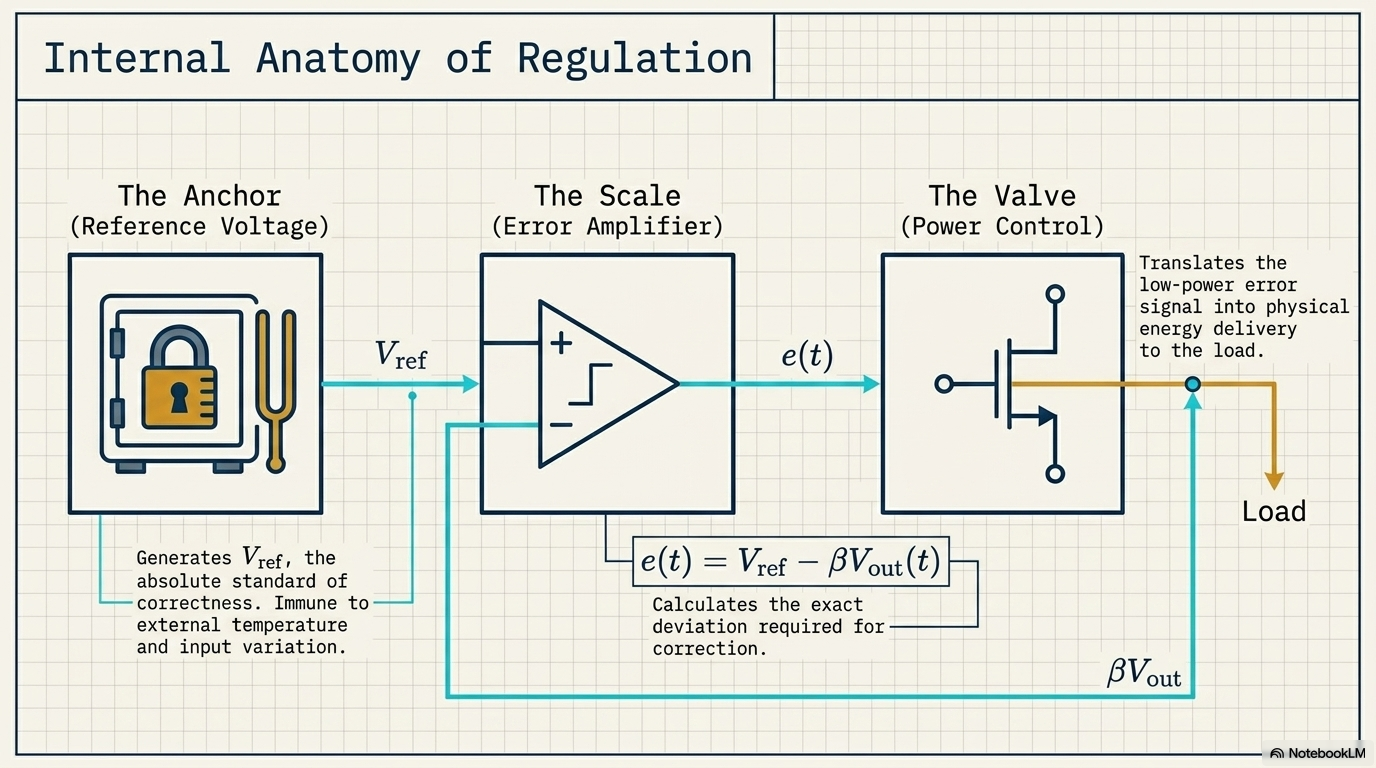 Internal Anatomy of Regulation
The Anchor
(Reference Voltage)
The Scale
(Error Amplifier)
The Valve
(Power Control)
Translates the
low-power error
signal into physical
energy delivery
to the load.
V_ref
e(t)
+
−
Load
Generates V_ref, the
absolute standard of
correctness. Immune to
external temperature
and input variation.
e(t) = V_ref − βV_out(t)
Calculates the exact
deviation required for
correction.
βV_out
NotebookLM